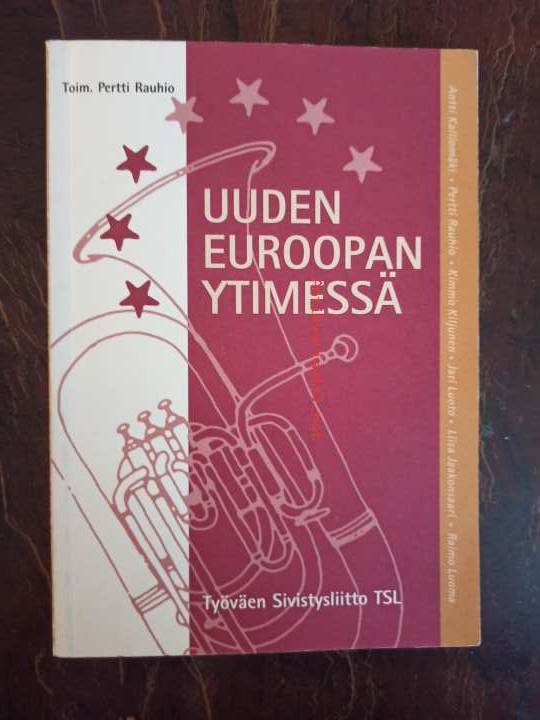 Toim. Pertti Rauhio
UUDEN
EUROOPAN
YTIMESSÄ
Työväen Sivistysliitto TSL
Antti Kalliomäki • Pertti Rauhio • Kimmo Kiljunen • Jari Luoto • Liisa Jaakonsaari • Raimo Luoma